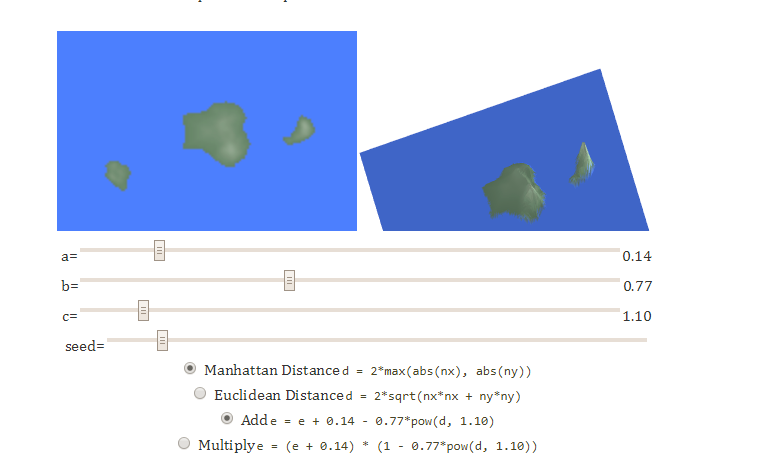 a= 0.14
b= 0.77
c= 1.10
seed=
Manhattan Distance d = 2*max(abs(nx), abs(ny))
Euclidean Distance d = 2*sqrt(nx*nx + ny*ny)
Add e = e + 0.14 - 0.77*pow(d, 1.10)
Multiply e = (e + 0.14) * (1 - 0.77*pow(d, 1.10))